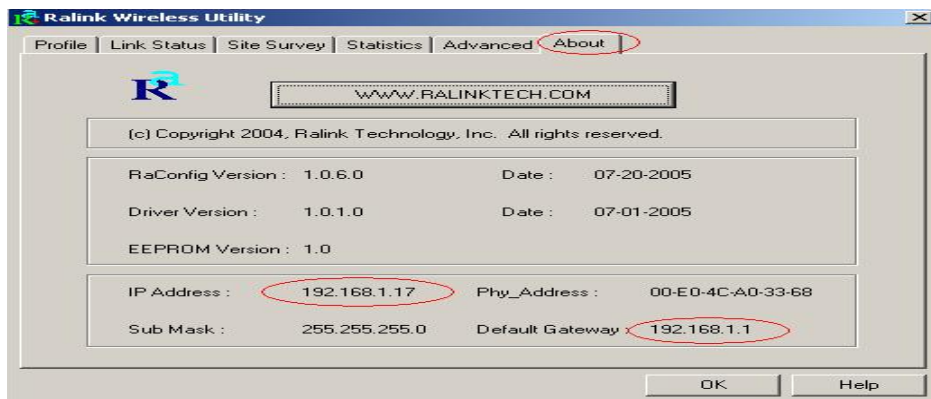 Ralink Wireless Utility
Profile Link Status Site Survey Statistics Advanced About
Ra
WWW.RALINKTECH.COM
(c) Copyright 2004, Ralink Technology, Inc. All rights reserved.
RaConfig Version : 1.0.6.0 Date : 07-20-2005
Driver Version : 1.0.1.0 Date : 07-01-2005
EEPROM Version : 1.0
IP Address : 192.168.1.17 Phy_Address : 00-E0-4C-A0-33-68
Sub Mask : 255.255.255.0 Default Gateway : 192.168.1.1
OK Help